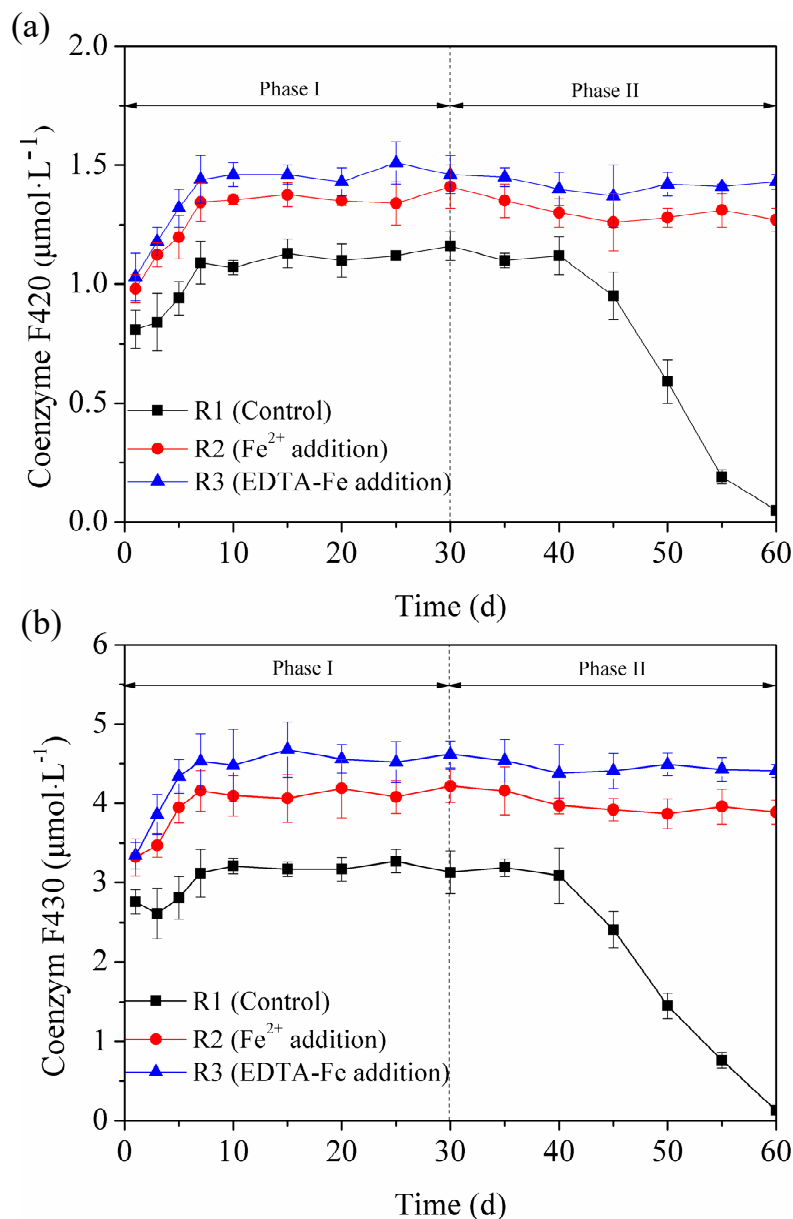 (a)
2.0
1.5
1.0
0.5
0.0
Coenzyme F420 (μmol·L⁻¹)
Phase I
Phase II
R1 (Control)
R2 (Fe²⁺ addition)
R3 (EDTA-Fe addition)
0
10
20
30
40
50
60
Time (d)
(b)
6
5
4
3
2
1
0
Coenzym F430 (μmol·L⁻¹)
Phase I
Phase II
R1 (Control)
R2 (Fe²⁺ addition)
R3 (EDTA-Fe addition)
0
10
20
30
40
50
60
Time (d)